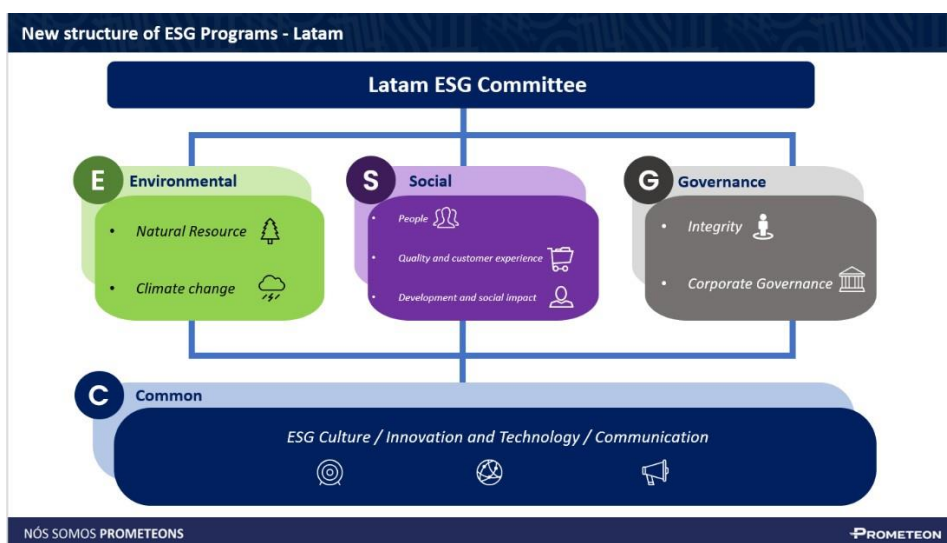 New structure of ESG Programs - Latam
Latam ESG Committee
E Environmental
• Natural Resource
• Climate change
S Social
• People
• Quality and customer experience
• Development and social impact
G Governance
• Integrity
• Corporate Governance
C Common
ESG Culture / Innovation and Technology / Communication
NÓS SOMOS PROMETEONS
PROMETEON